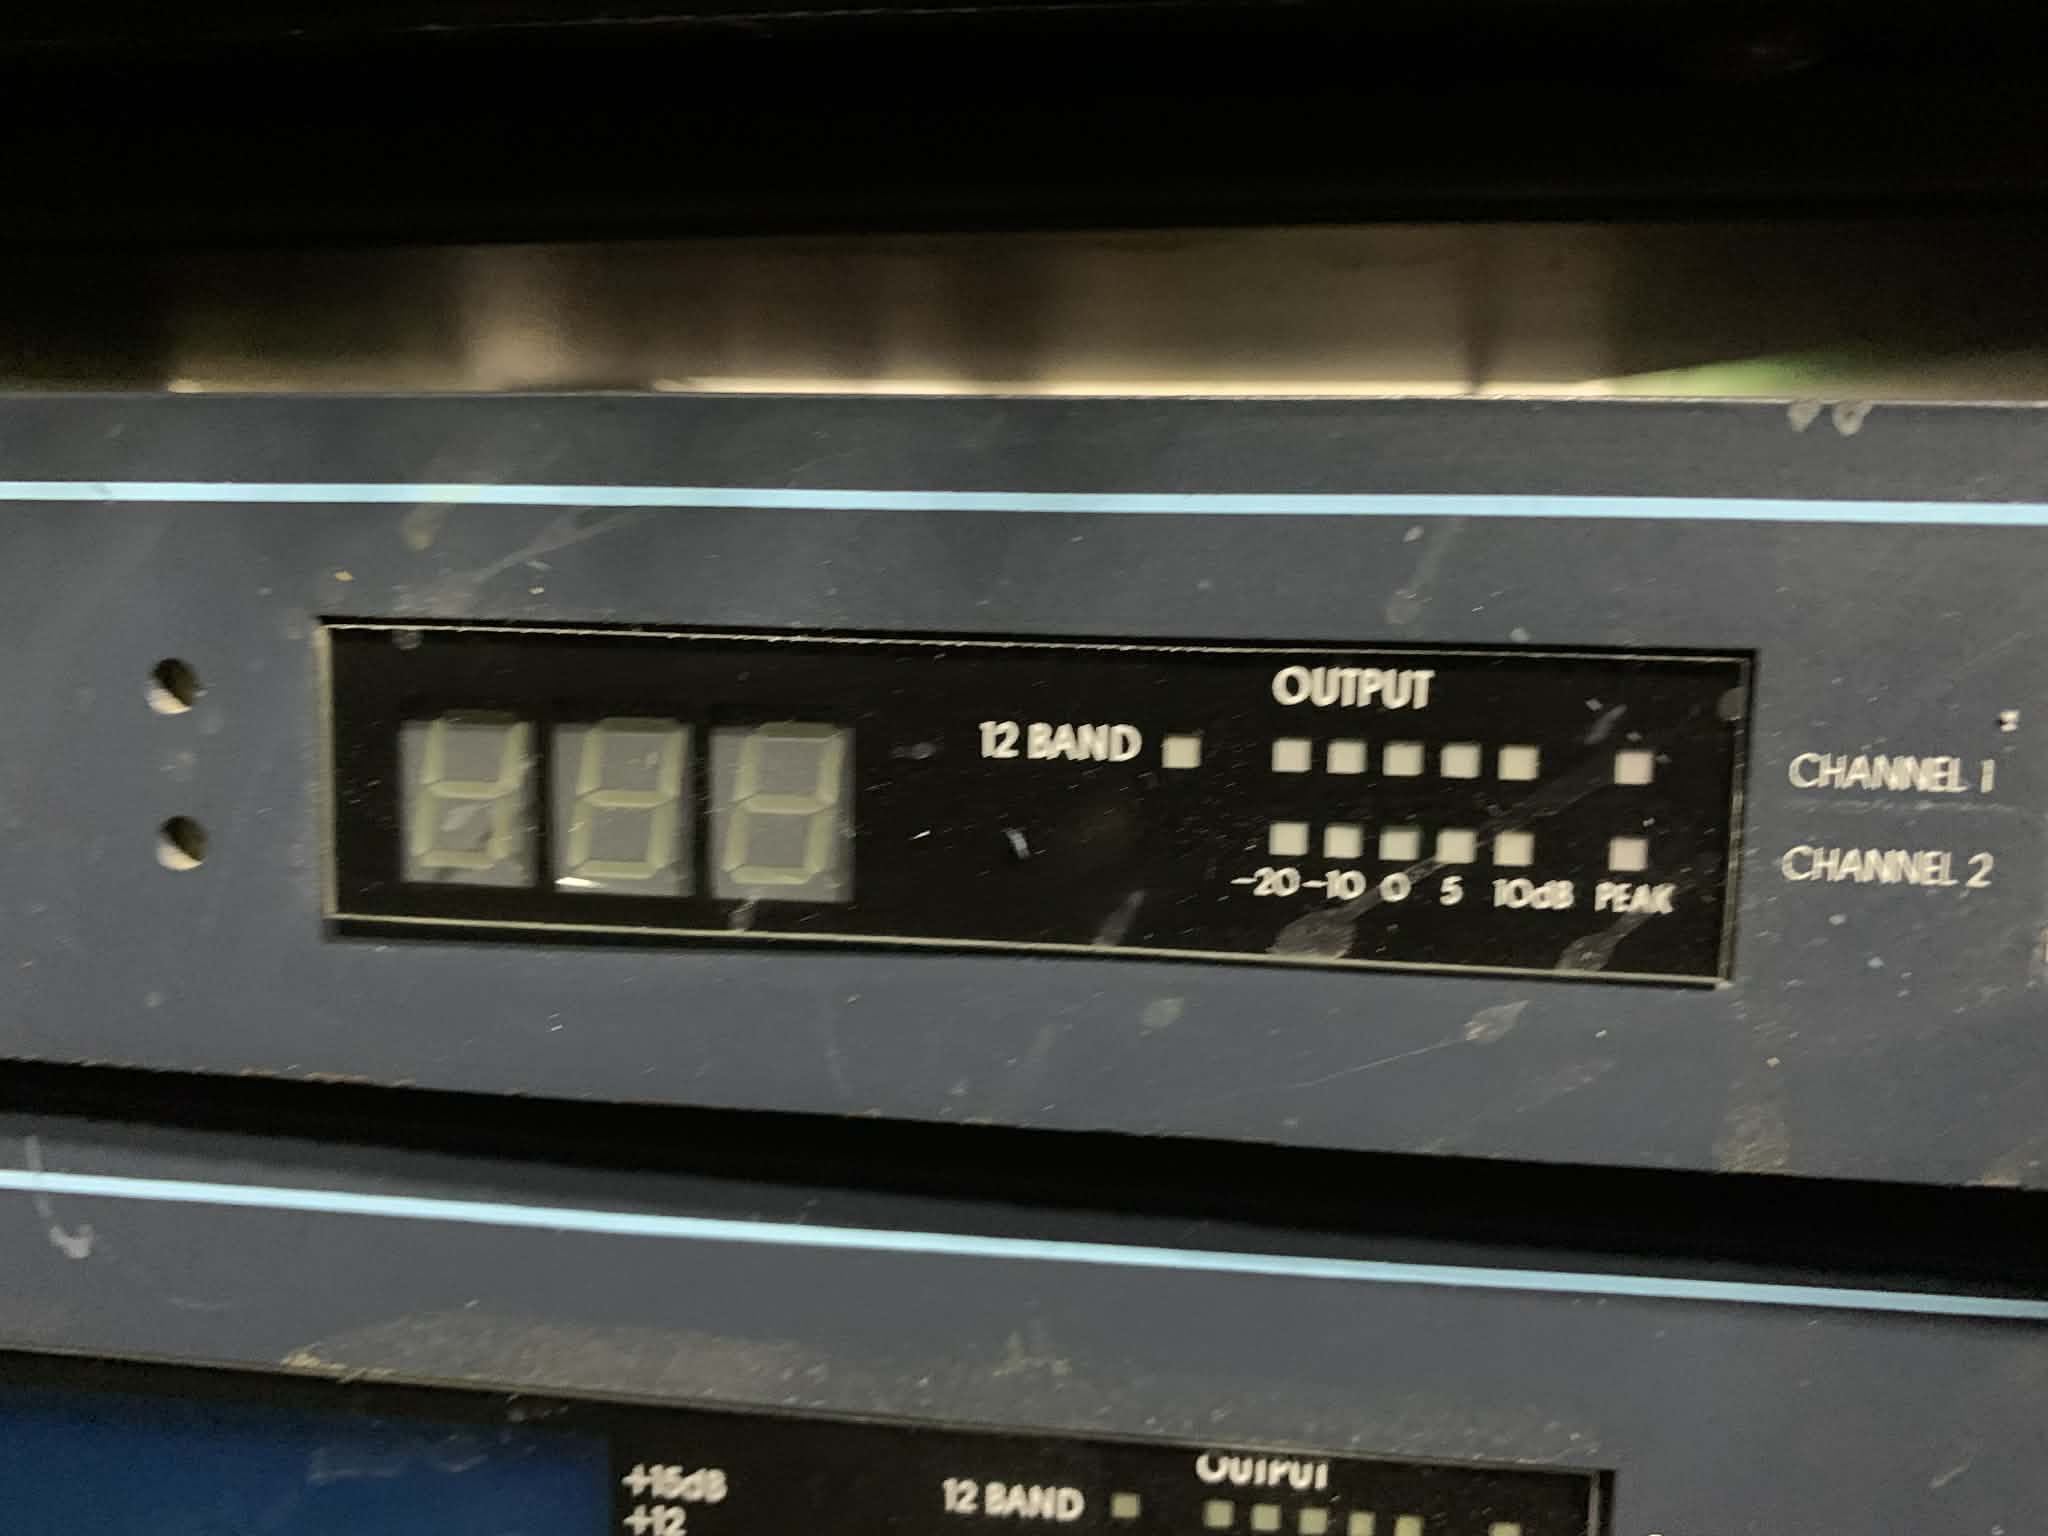 OUTPUT
12 BAND
CHANNEL 1
CHANNEL 2
-20 -10 0 5 10dB PEAK
+15dB
+12
12 BAND
OUTPUT